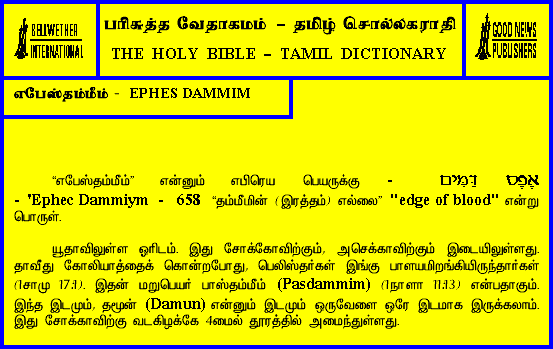 BELLWETHER
INTERNATIONAL
பரிசுத்த வேதாகமம் – தமிழ் சொல்லகராதி
THE HOLY BIBLE – TAMIL DICTIONARY
GOOD NEWS
PUBLISHERS
எபேஸ்தம்மீம் - EPHES DAMMIM
“எபேஸ்தம்மீம்” என்னும் எபிரெய பெயருக்கு - אֶפֶס דַּמִּים
- 'Ephec Dammiym - 658 “தம்மீமின் (இரத்தம்) எல்லை” "edge of blood" என்று
பொருள்.
யூதாவிலுள்ள ஓரிடம். இது சோக்கோவிற்கும், அசெக்காவிற்கும் இடையிலுள்ளது.
தாவீது கோலியாத்தைக் கொன்றபோது, பெலிஸ்தர்கள் இங்கு பாளயமிறங்கியிருந்தார்கள்
(1சாமு 17:1). இதன் மறுபெயர் பாஸ்தம்மீம் (Pasdammim) (1நாளா 11:13) என்பதாகும்.
இந்த இடமும், தமூன் (Damun) என்னும் இடமும் ஒருவேளை ஒரே இடமாக இருக்கலாம்.
இது சோக்காவிற்கு வடகிழக்கே 4மைல் தூரத்தில் அமைந்துள்ளது.